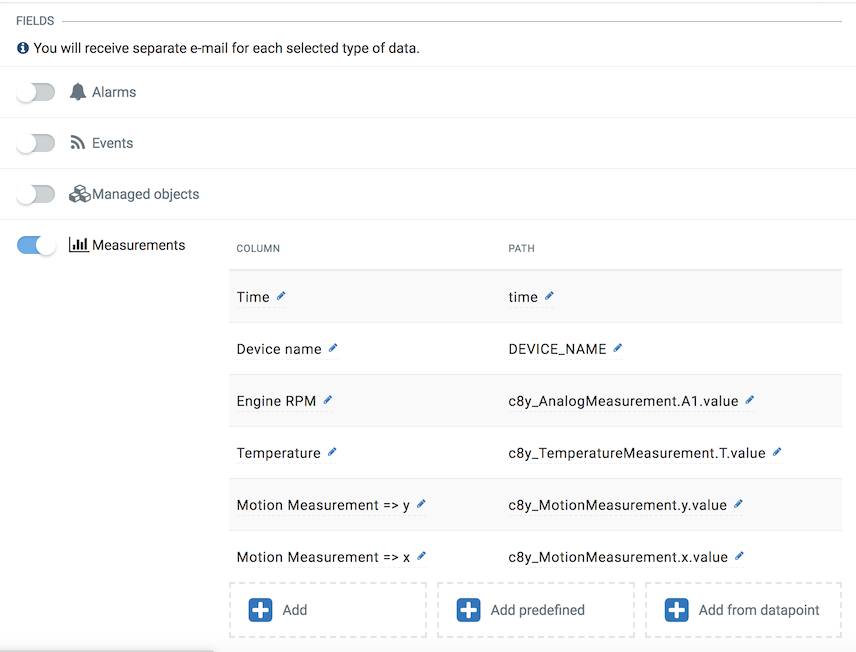 FIELDS
You will receive separate e-mail for each selected type of data.
Alarms
Events
Managed objects
Measurements
COLUMN PATH
Time time
Device name DEVICE_NAME
Engine RPM c8y_AnalogMeasurement.A1.value
Temperature c8y_TemperatureMeasurement.T.value
Motion Measurement => y c8y_MotionMeasurement.y.value
Motion Measurement => x c8y_MotionMeasurement.x.value
Add Add predefined Add from datapoint